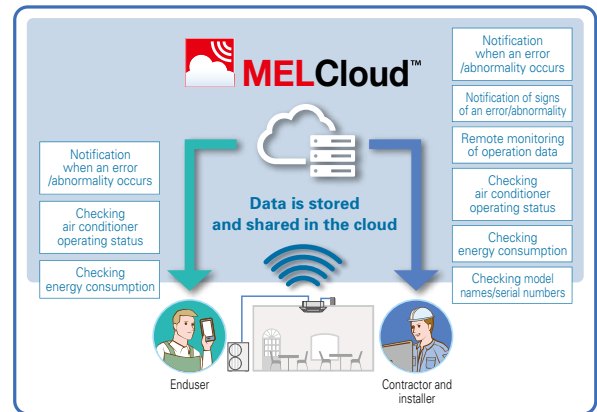 MELCloud™
Notification
when an error
/abnormality occurs
Checking
air conditioner
operating status
Checking
energy consumption
Data is stored
and shared in the cloud
Notification
when an error
/abnormality occurs
Notification of signs
of an error/abnormality
Remote monitoring
of operation data
Checking
air conditioner
operating status
Checking
energy consumption
Checking model
names/serial numbers
Enduser
Contractor and
installer